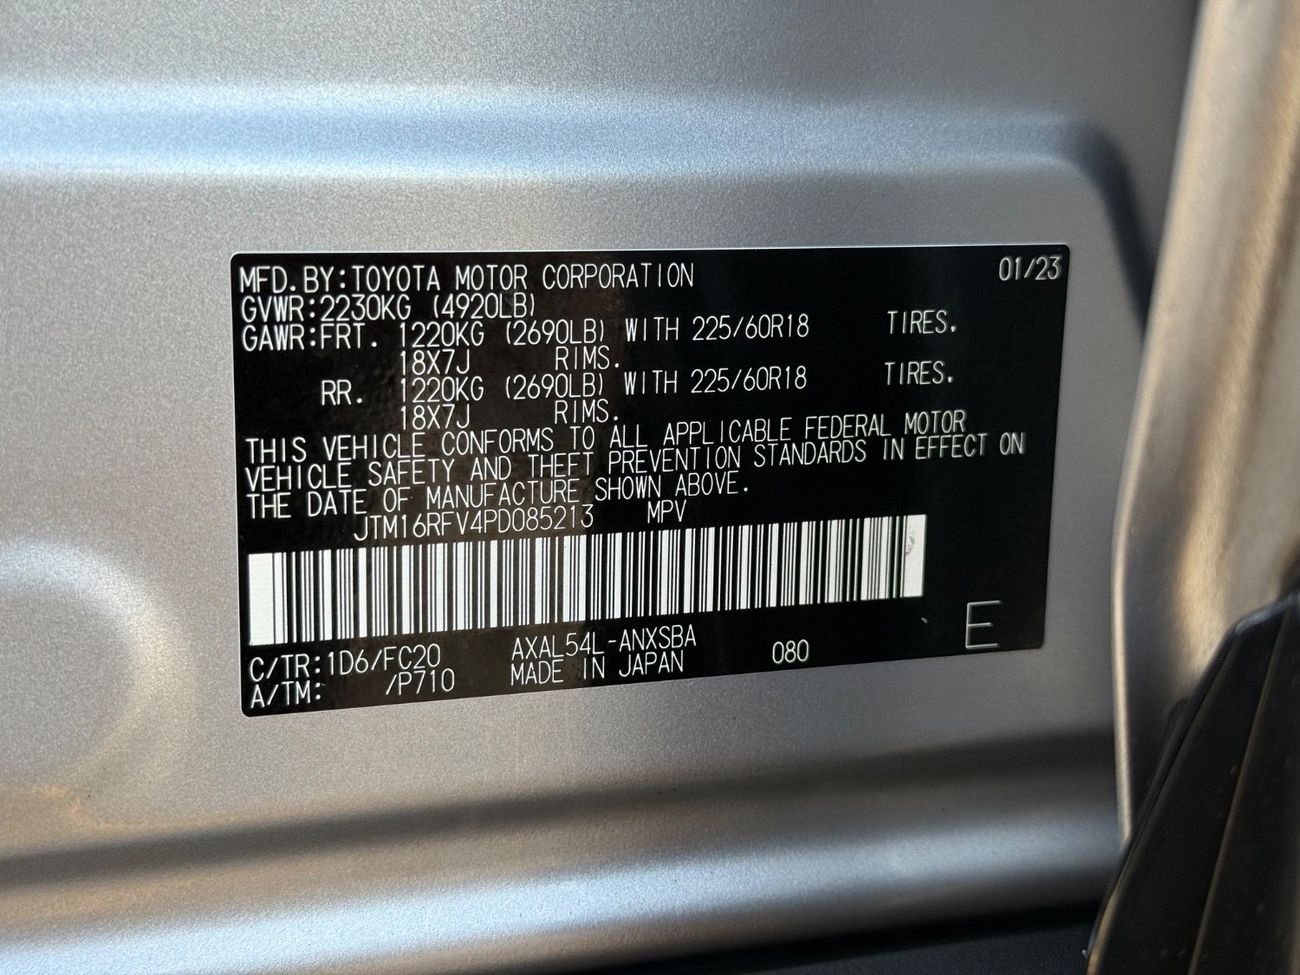 MFD. BY: TOYOTA MOTOR CORPORATION 01/23
GVWR: 2230KG (4920LB)
GAWR: FRT. 1220KG (2690LB) WITH 225/60R18 TIRES.
18X7J RIMS.
RR. 1220KG (2690LB) WITH 225/60R18 TIRES.
18X7J RIMS.
THIS VEHICLE CONFORMS TO ALL APPLICABLE FEDERAL MOTOR
VEHICLE SAFETY AND THEFT PREVENTION STANDARDS IN EFFECT ON
THE DATE OF MANUFACTURE SHOWN ABOVE.
JTM16RFV4PD085213 MPV
C/TR: 1D6/FC20 AXAL54L-ANXSBA 080 E
A/TM: /P710 MADE IN JAPAN